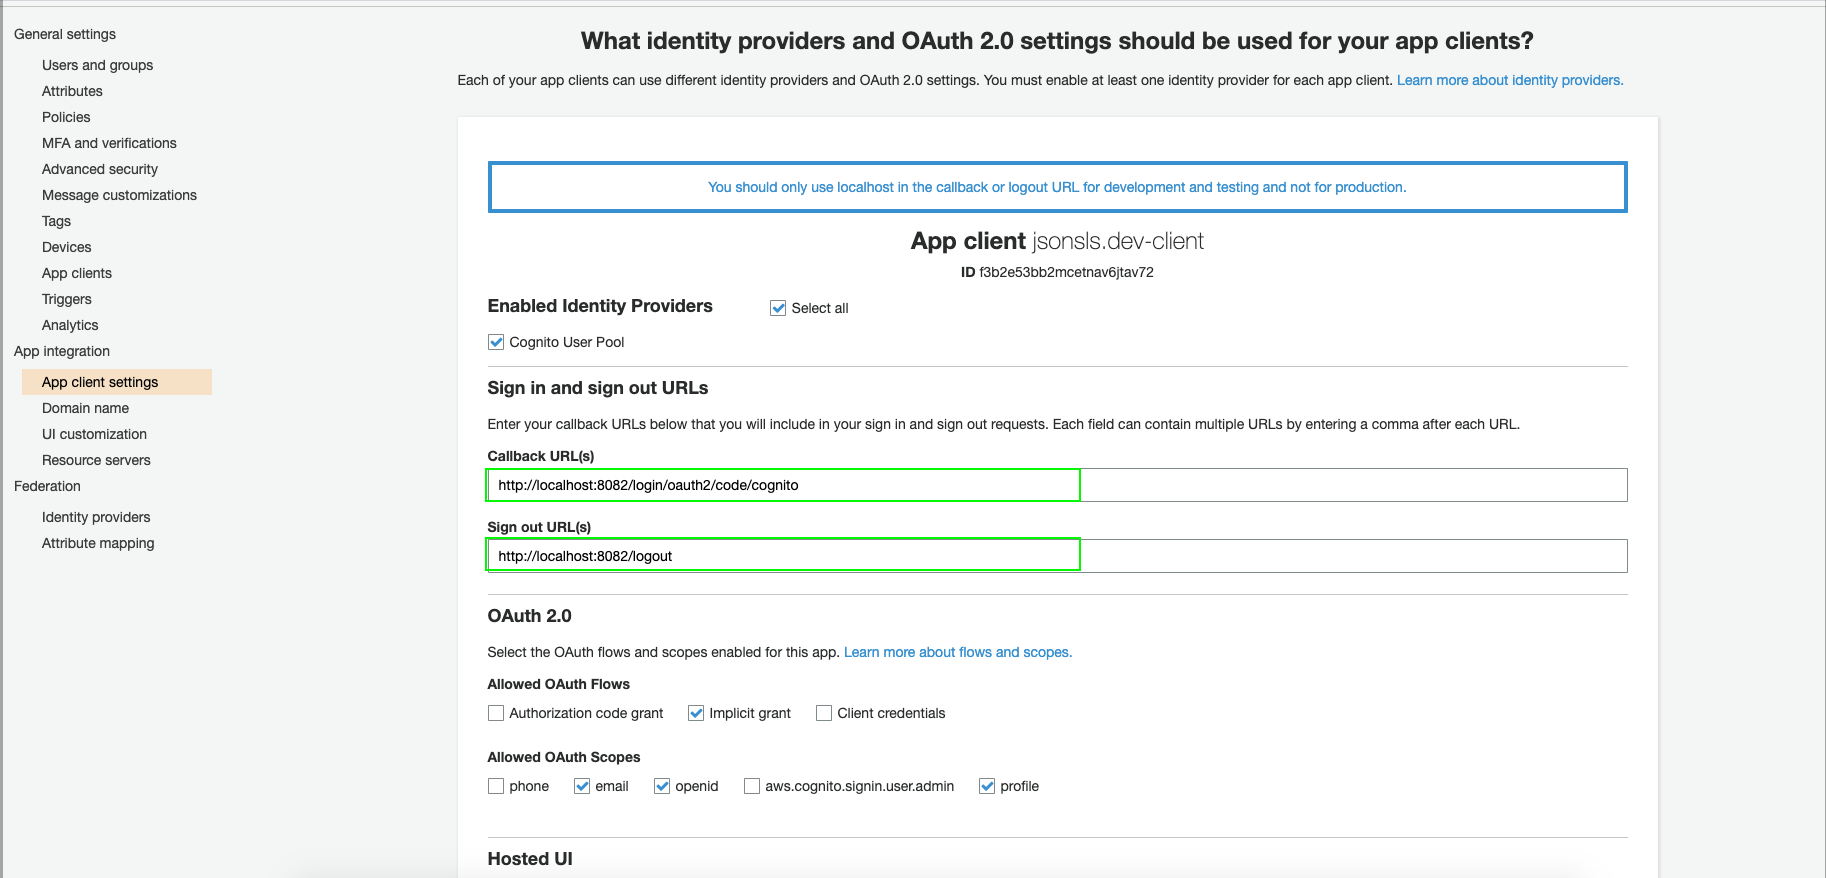 General settings
Users and groups
Attributes
Policies
MFA and verifications
Advanced security
Message customizations
Tags
Devices
App clients
Triggers
Analytics
App integration
App client settings
Domain name
UI customization
Resource servers
Federation
Identity providers
Attribute mapping
What identity providers and OAuth 2.0 settings should be used for your app clients?
Each of your app clients can use different identity providers and OAuth 2.0 settings. You must enable at least one identity provider for each app client. Learn more about identity providers.
You should only use localhost in the callback or logout URL for development and testing and not for production.
App client jsonsls.dev-client
ID f3b2e53bb2mcetnav6jtav72
Enabled Identity Providers Select all
Cognito User Pool
Sign in and sign out URLs
Enter your callback URLs below that you will include in your sign in and sign out requests. Each field can contain multiple URLs by entering a comma after each URL.
Callback URL(s)
http://localhost:8082/login/oauth2/code/cognito
Sign out URL(s)
http://localhost:8082/logout
OAuth 2.0
Select the OAuth flows and scopes enabled for this app. Learn more about flows and scopes.
Allowed OAuth Flows
Authorization code grant Implicit grant Client credentials
Allowed OAuth Scopes
phone email openid aws.cognito.signin.user.admin profile
Hosted UI